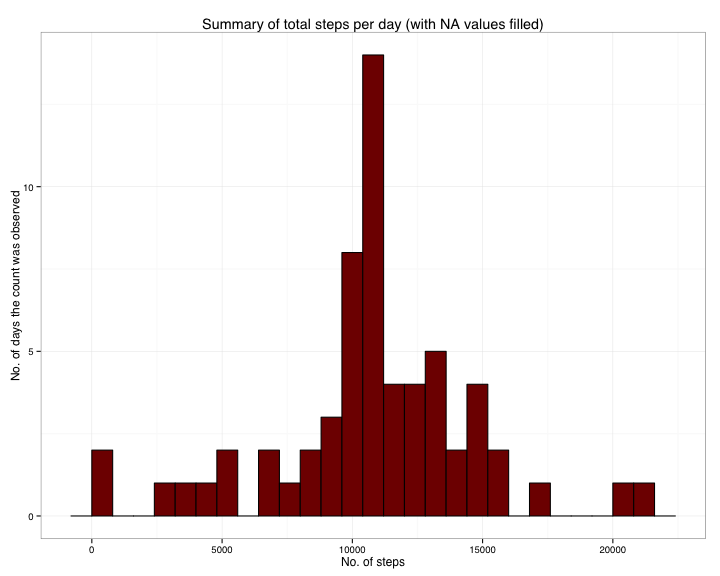 Summary of total steps per day (with NA values filled)
No. of days the count was observed
10
5
0
0 5000 10000 15000 20000
No. of steps